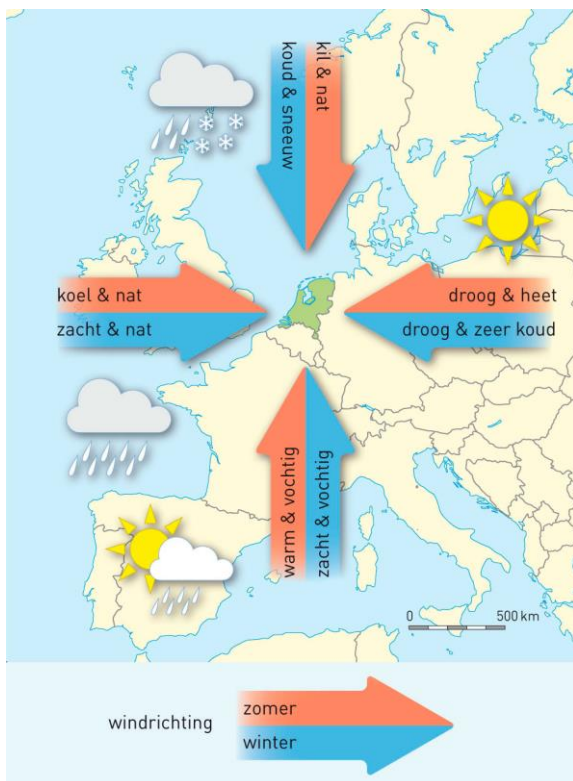 koud & sneeuw
kil & nat
koel & nat
zacht & nat
droog & heet
droog & zeer koud
warm & vochtig
zacht & vochtig
0 500 km
windrichting
zomer
winter